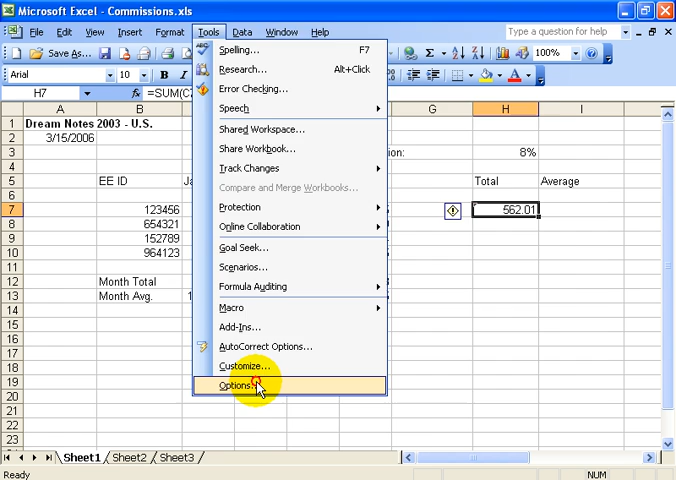 Microsoft Excel - Commissions.xls
File Edit View Insert Format Tools Data Window Help Type a question for help
Save As... Σ 100%
Arial 10 B I
H7 fx =SUM(C7
A B G H I
1 Dream Notes 2003 - U.S.
2 3/15/2006
3 8%
5 EE ID Total Average
6
7 123456 562.01
8 654321
9 152789
10 964123
11
12 Month Total
13 Month Avg. 1
14
15
16
17
18
19
20
21
22
23
Spelling... F7
Research... Alt+Click
Error Checking...
Speech
Shared Workspace...
Share Workbook...
Track Changes
Compare and Merge Workbooks...
Protection
Online Collaboration
Goal Seek...
Scenarios...
Formula Auditing
Macro
Add-Ins...
AutoCorrect Options...
Customize...
Options...
Sheet1 Sheet2 Sheet3
Ready NUM